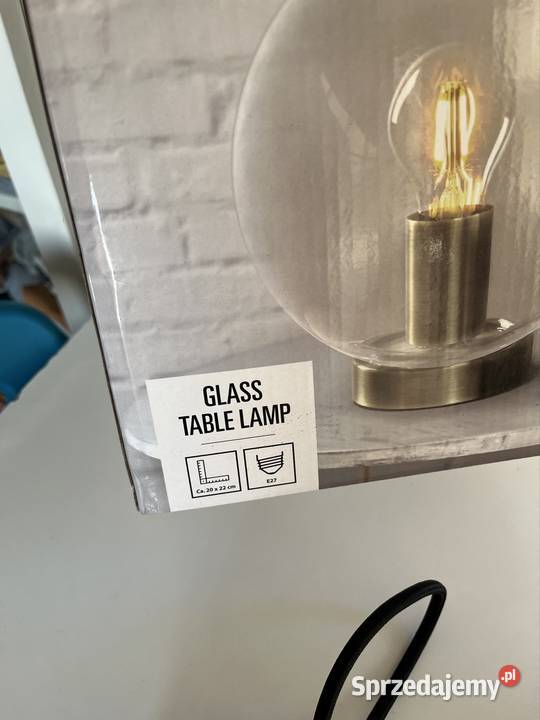 GLASS
TABLE LAMP
Ca. 20 x 22 cm
E27
Sprzedajemy.pl